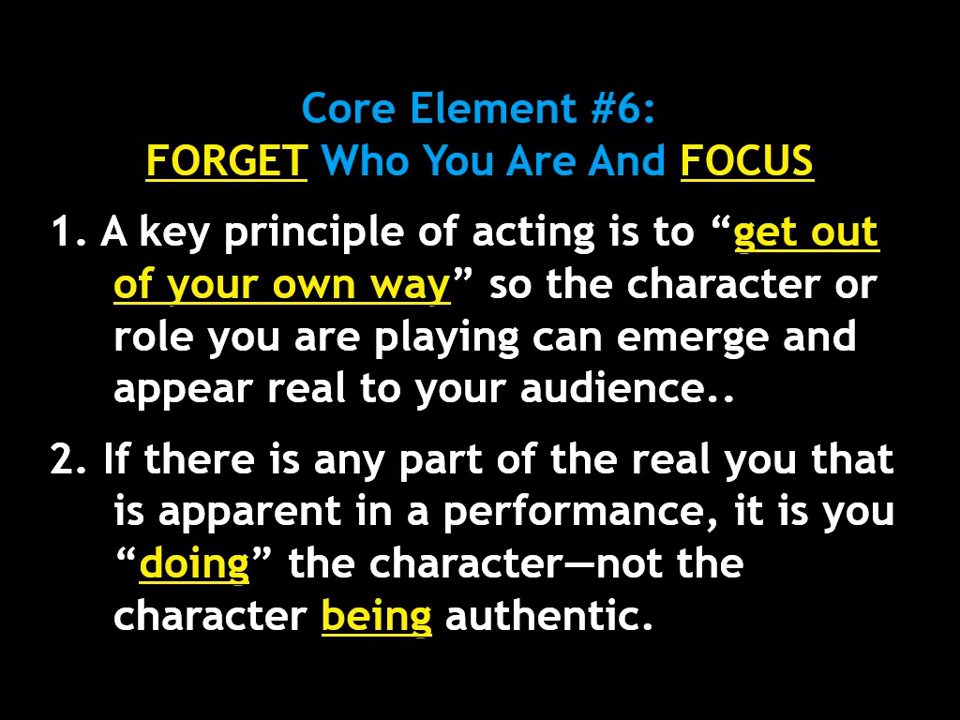 Core Element #6:
FORGET Who You Are And FOCUS
1. A key principle of acting is to “get out
of your own way” so the character or
role you are playing can emerge and
appear real to your audience..
2. If there is any part of the real you that
is apparent in a performance, it is you
“doing” the character—not the
character being authentic.